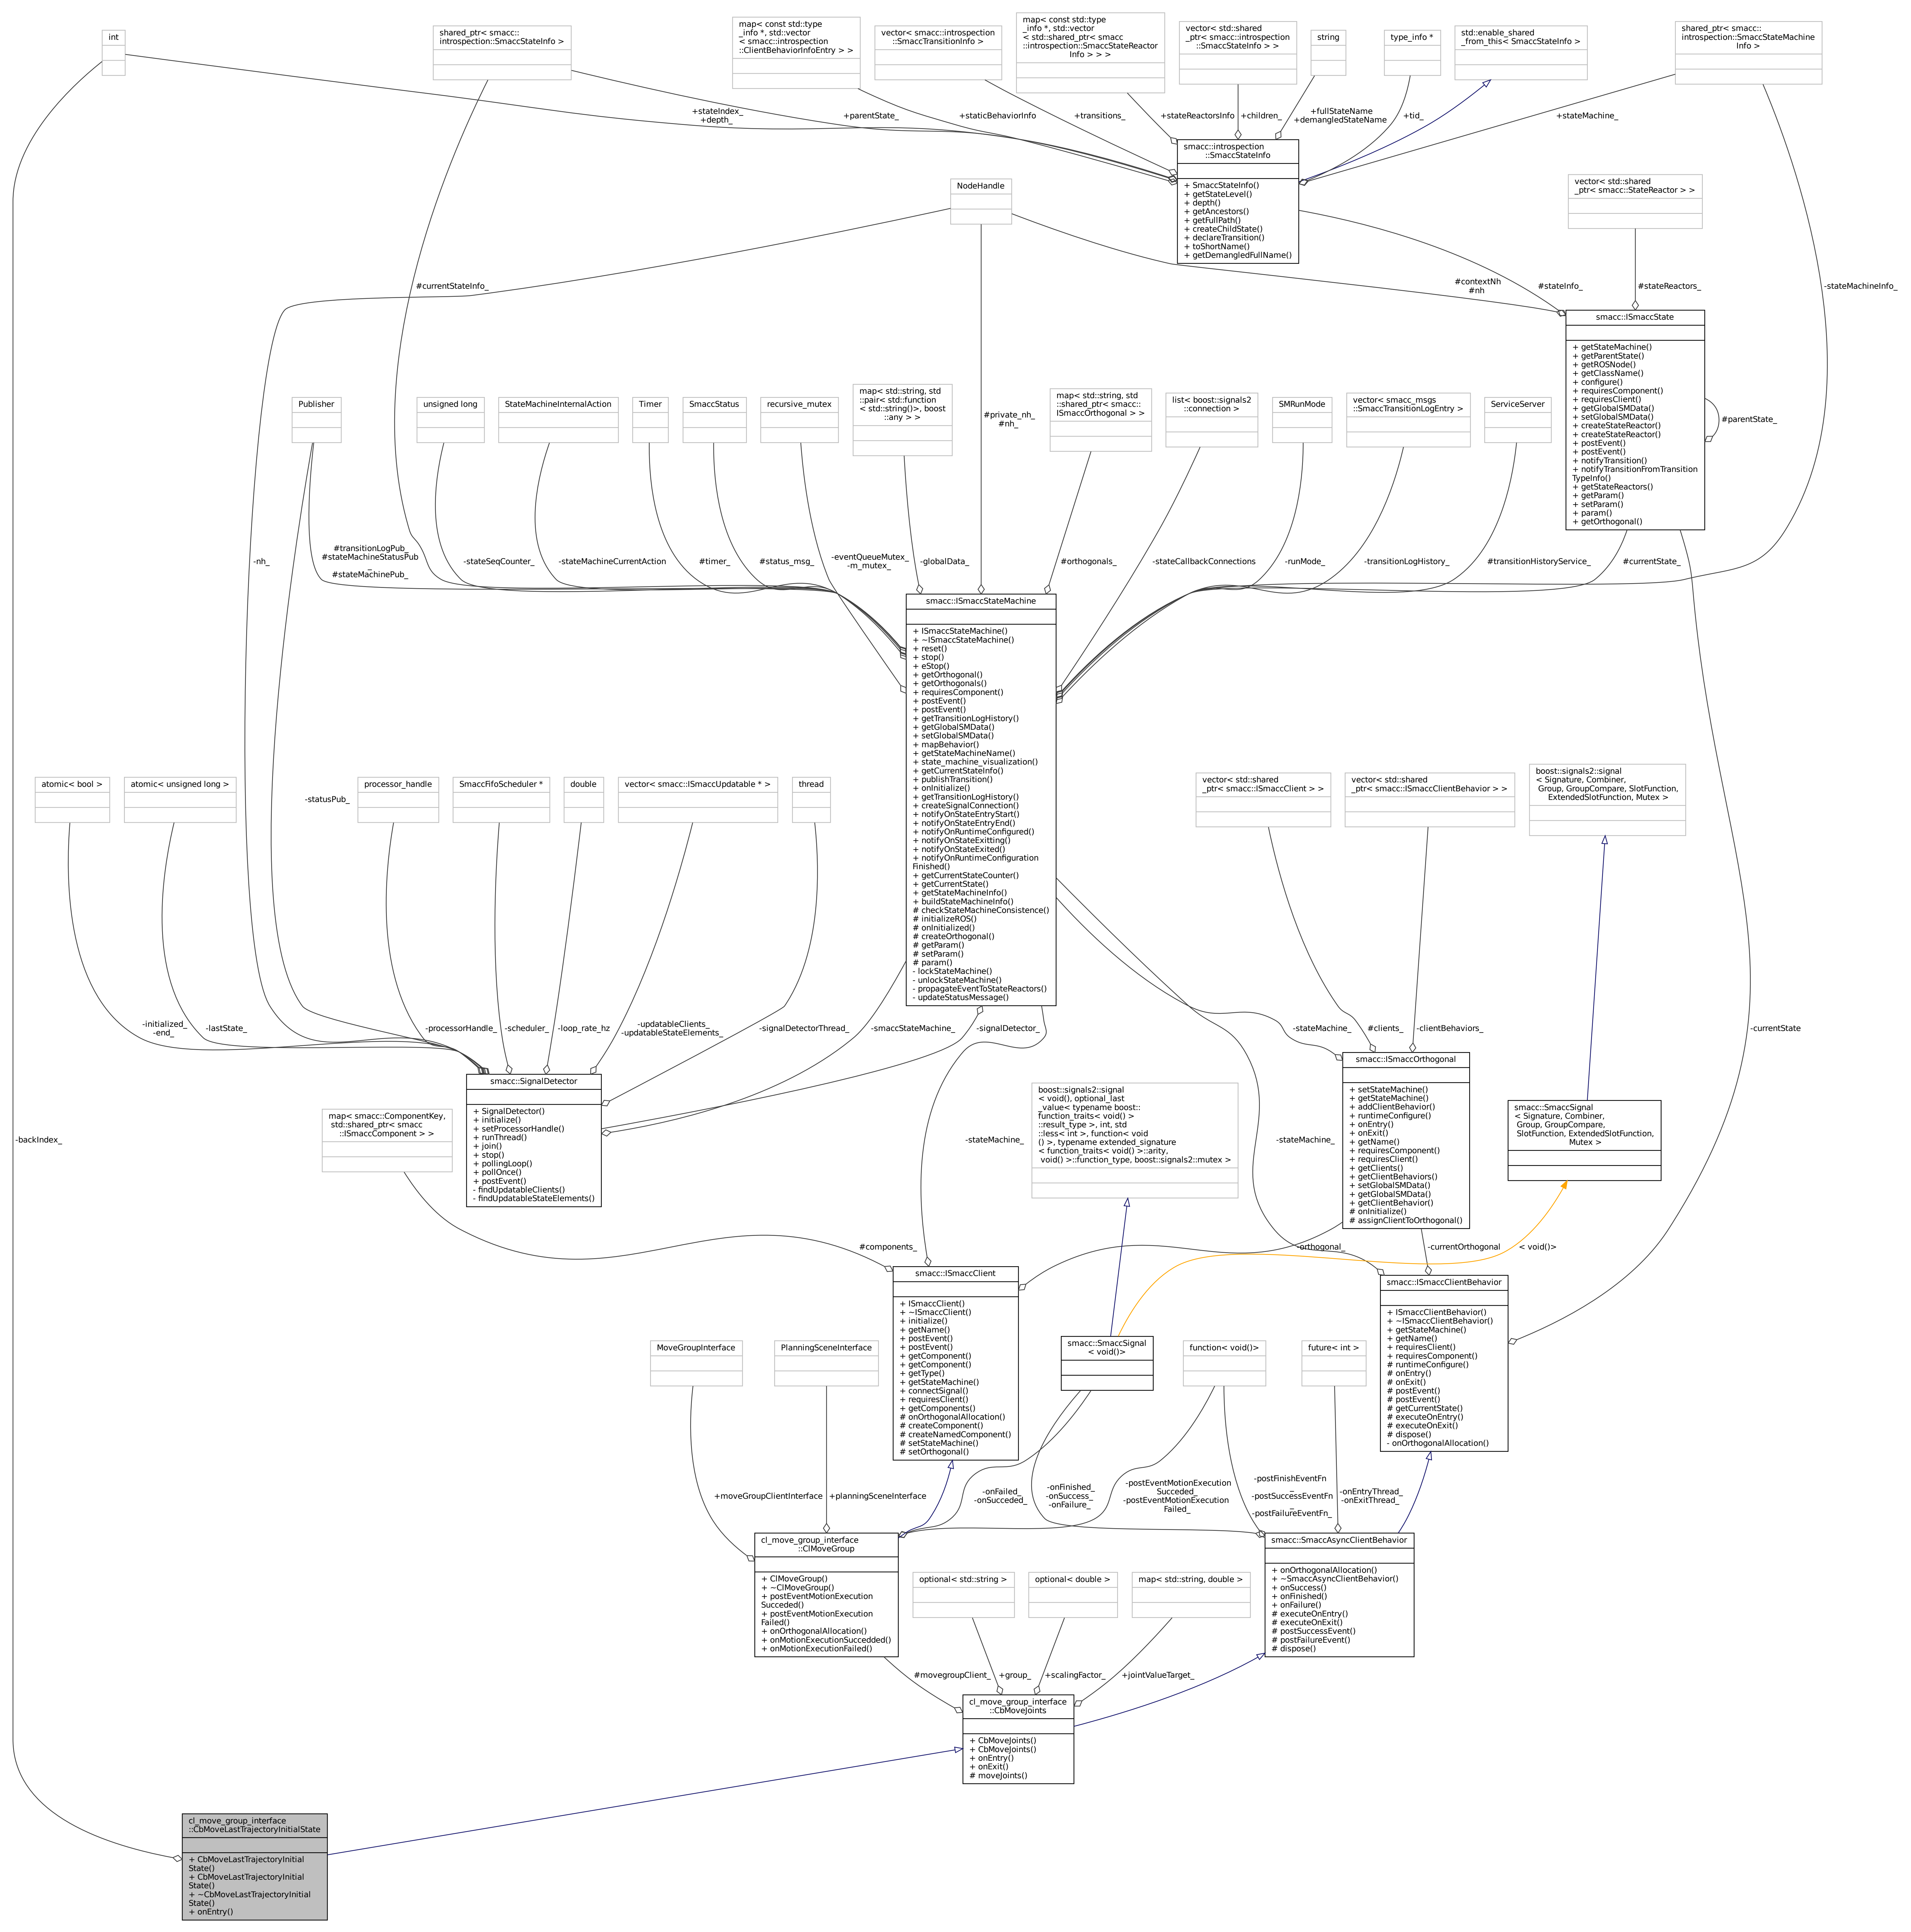 int
shared_ptr< smacc::
introspection::SmaccStateInfo >
map< const std::type
_info *, std::vector
< smacc::introspection
::ClientBehaviorInfoEntry > >
vector< smacc::introspection
::SmaccTransitionInfo >
map< const std::type
_info *, std::vector
< std::shared_ptr< smacc
::introspection::SmaccStateReactor
Info > > >
vector< std::shared
_ptr< smacc::introspection
::SmaccStateInfo > >
string
type_info *
std::enable_shared
_from_this< SmaccStateInfo >
shared_ptr< smacc::
introspection::SmaccStateMachine
Info >
+stateIndex_
+depth_
+parentState_
+staticBehaviorInfo
+transitions_
+stateReactorsInfo
+children_
+fullStateName
+demangledStateName
+tid_
+stateMachine_
smacc::introspection
::SmaccStateInfo
+ SmaccStateInfo()
+ getStateLevel()
+ depth()
+ getAncestors()
+ getFullPath()
+ createChildState()
+ declareTransition()
+ toShortName()
+ getDemangledFullName()
NodeHandle
vector< std::shared
_ptr< smacc::StateReactor > >
#currentStateInfo_
#contextNh
#nh
#stateInfo_
#stateReactors_
-stateMachineInfo_
smacc::ISmaccState
+ getStateMachine()
+ getParentState()
+ getROSNode()
+ getClassName()
+ configure()
+ requiresComponent()
+ requiresClient()
+ getGlobalSMData()
+ setGlobalSMData()
+ createStateReactor()
+ createStateReactor()
+ postEvent()
+ postEvent()
+ notifyTransition()
+ notifyTransitionFromTransition
TypeInfo()
+ getStateReactors()
+ getParam()
+ setParam()
+ param()
+ getOrthogonal()
#parentState_
Publisher
unsigned long
StateMachineInternalAction
Timer
SmaccStatus
recursive_mutex
map< std::string, std
::pair< std::function
< std::string()>, boost
::any > >
#private_nh_
#nh_
map< std::string, std
::shared_ptr< smacc::
ISmaccOrthogonal > >
list< boost::signals2
::connection >
SMRunMode
vector< smacc_msgs
::SmaccTransitionLogEntry >
ServiceServer
-nh_
#transitionLogPub_
#stateMachineStatusPub
_
#stateMachinePub_
-stateSeqCounter_
-stateMachineCurrentAction
#timer_
#status_msg_
-eventQueueMutex_
-m_mutex_
-globalData_
#orthogonals_
-stateCallbackConnections
-runMode_
-transitionLogHistory_
#transitionHistoryService_
#currentState_
smacc::ISmaccStateMachine
+ ISmaccStateMachine()
+ ~ISmaccStateMachine()
+ reset()
+ stop()
+ eStop()
+ getOrthogonal()
+ getOrthogonals()
+ requiresComponent()
+ postEvent()
+ postEvent()
+ getTransitionLogHistory()
+ getGlobalSMData()
+ setGlobalSMData()
+ mapBehavior()
+ getStateMachineName()
+ state_machine_visualization()
+ getCurrentStateInfo()
+ publishTransition()
+ onInitialize()
+ getTransitionLogHistory()
+ createSignalConnection()
+ notifyOnStateEntryStart()
+ notifyOnStateEntryEnd()
+ notifyOnRuntimeConfigured()
+ notifyOnStateExitting()
+ notifyOnStateExited()
+ notifyOnRuntimeConfiguration
Finished()
+ getCurrentStateCounter()
+ getCurrentState()
+ getStateMachineInfo()
+ buildStateMachineInfo()
# checkStateMachineConsistence()
# initializeROS()
# onInitialized()
# createOrthogonal()
# getParam()
# setParam()
# param()
- lockStateMachine()
- unlockStateMachine()
- propagateEventToStateReactors()
- updateStatusMessage()
atomic< bool >
atomic< unsigned long >
-statusPub_
processor_handle
SmaccFifoScheduler *
double
vector< smacc::ISmaccUpdatable * >
thread
vector< std::shared
_ptr< smacc::ISmaccClient > >
vector< std::shared
_ptr< smacc::ISmaccClientBehavior > >
boost::signals2::signal
< Signature, Combiner,
Group, GroupCompare, SlotFunction,
ExtendedSlotFunction, Mutex >
-initialized_
-end_
-lastState_
-processorHandle_
-scheduler_
-loop_rate_hz
-updatableClients_
-updatableStateElements_
-signalDetectorThread_
-smaccStateMachine_
-signalDetector_
-stateMachine_
#clients_
-clientBehaviors_
-currentState
smacc::SignalDetector
+ SignalDetector()
+ initialize()
+ setProcessorHandle()
+ runThread()
+ join()
+ stop()
+ pollingLoop()
+ pollOnce()
+ postEvent()
- findUpdatableClients()
- findUpdatableStateElements()
smacc::ISmaccOrthogonal
+ setStateMachine()
+ getStateMachine()
+ addClientBehavior()
+ runtimeConfigure()
+ onEntry()
+ onExit()
+ getName()
+ requiresComponent()
+ requiresClient()
+ getClients()
+ getClientBehaviors()
+ setGlobalSMData()
+ getGlobalSMData()
+ getClientBehavior()
# onInitialize()
# assignClientToOrthogonal()
map< smacc::ComponentKey,
std::shared_ptr< smacc
::ISmaccComponent > >
-backIndex_
-stateMachine_
boost::signals2::signal
< void(), optional_last
_value< typename boost::
function_traits< void() >
::result_type >, int, std
::less< int >, function< void
() >, typename extended_signature
< function_traits< void() >::arity,
void() >::function_type, boost::signals2::mutex >
-stateMachine_
smacc::SmaccSignal
< Signature, Combiner,
Group, GroupCompare,
SlotFunction, ExtendedSlotFunction,
Mutex >
#components_
-orthogonal_
-currentOrthogonal
< void()>
smacc::ISmaccClient
+ ISmaccClient()
+ ~ISmaccClient()
+ initialize()
+ getName()
+ postEvent()
+ postEvent()
+ getComponent()
+ getComponent()
+ getType()
+ getStateMachine()
+ connectSignal()
+ requiresClient()
+ getComponents()
# onOrthogonalAllocation()
# createComponent()
# createNamedComponent()
# setStateMachine()
# setOrthogonal()
smacc::ISmaccClientBehavior
+ ISmaccClientBehavior()
+ ~ISmaccClientBehavior()
+ getStateMachine()
+ getName()
+ requiresClient()
+ requiresComponent()
# runtimeConfigure()
# onEntry()
# onExit()
# postEvent()
# postEvent()
# getCurrentState()
# executeOnEntry()
# executeOnExit()
# dispose()
- onOrthogonalAllocation()
MoveGroupInterface
PlanningSceneInterface
smacc::SmaccSignal
< void()>
function< void()>
future< int >
+moveGroupClientInterface
+planningSceneInterface
-onFailed_
-onSucceded_
-onFinished_
-onSuccess_
-onFailure_
-postEventMotionExecution
Succeded_
-postEventMotionExecution
Failed_
-postFinishEventFn
_
-postSuccessEventFn
_
-postFailureEventFn_
-onEntryThread_
-onExitThread_
cl_move_group_interface
::ClMoveGroup
+ ClMoveGroup()
+ ~ClMoveGroup()
+ postEventMotionExecution
Succeded()
+ postEventMotionExecution
Failed()
+ onOrthogonalAllocation()
+ onMotionExecutionSuccedded()
+ onMotionExecutionFailed()
smacc::SmaccAsyncClientBehavior
+ onOrthogonalAllocation()
+ ~SmaccAsyncClientBehavior()
+ onSuccess()
+ onFinished()
+ onFailure()
# executeOnEntry()
# executeOnExit()
# postSuccessEvent()
# postFailureEvent()
# dispose()
optional< std::string >
optional< double >
map< std::string, double >
#movegroupClient_
+group_
+scalingFactor_
+jointValueTarget_
cl_move_group_interface
::CbMoveJoints
+ CbMoveJoints()
+ CbMoveJoints()
+ onEntry()
+ onExit()
# moveJoints()
cl_move_group_interface
::CbMoveLastTrajectoryInitialState
+ CbMoveLastTrajectoryInitial
State()
+ CbMoveLastTrajectoryInitial
State()
+ ~CbMoveLastTrajectoryInitial
State()
+ onEntry()